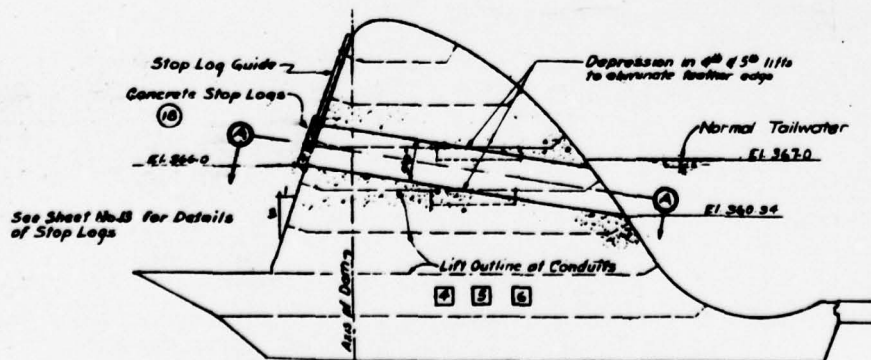 Stop Log Guide
Concrete Stop Logs
18
A
El. 366.0
See Sheet No.13 for Details
of Stop Logs
Axis of Dam
Depression in 4th & 5th lifts
to eliminate feather edge
Normal Tailwater
El. 367.0
A
El. 360.34
Lift Outline at Conduits
4 5 6